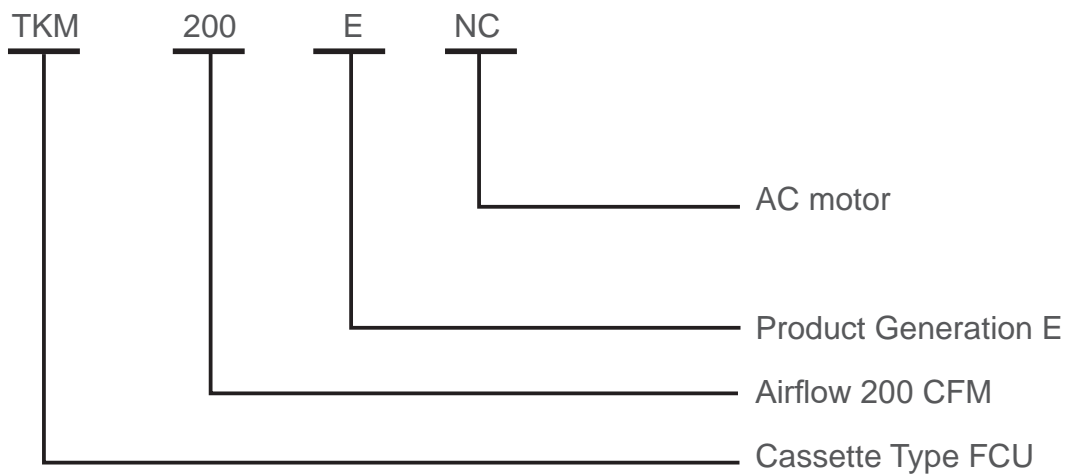 TKM 200 E NC
AC motor
Product Generation E
Airflow 200 CFM
Cassette Type FCU